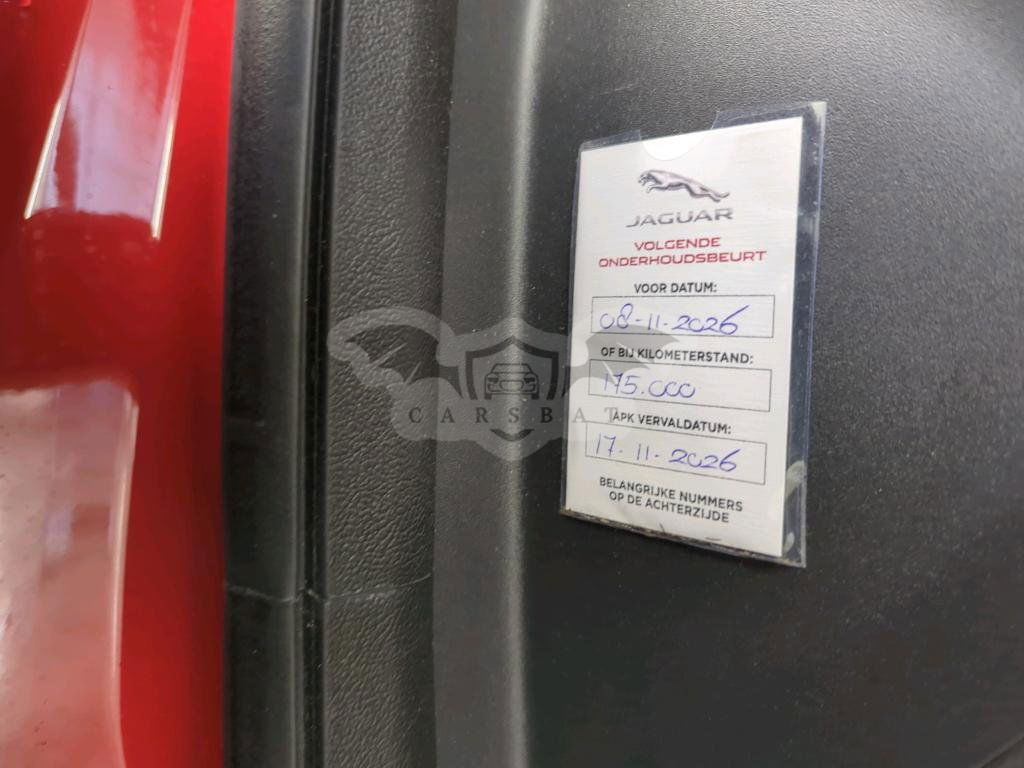 JAGUAR
VOLGENDE
ONDERHOUDSBEURT
VOOR DATUM:
08-11-2026
OF BIJ KILOMETERSTAND:
175.000
APK VERVALDATUM:
17-11-2026
BELANGRIJKE NUMMERS
OP DE ACHTERZIJDE
CARSBAT